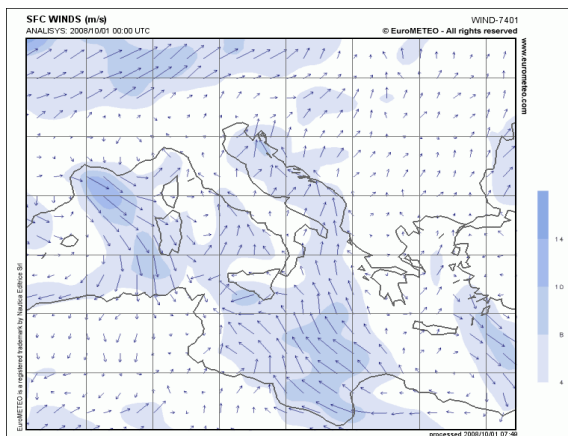 SFC WINDS (m/s)
WIND-7401
ANALISYS: 2008/10/01 00:00 UTC
© EuroMETEO - All rights reserved
www.eurometeo.com
14
10
8
4
EuroMETEO is a registered trademark by Nautica Editrice Srl
processed 2008/10/01 07:49